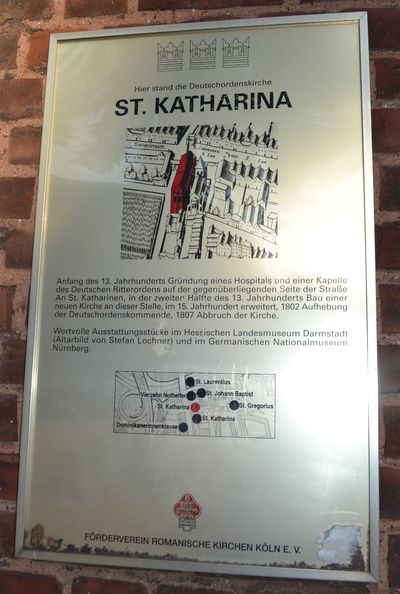 Hier stand die Deutschordenskirche
ST. KATHARINA
Severinsstr.
Anfang des 13. Jahrhunderts Gründung eines Hospitals und einer Kapelle
des Deutschen Ritterordens auf der gegenüberliegenden Seite der Straße
An St. Katharinen, in der zweiten Hälfte des 13. Jahrhunderts Bau einer
neuen Kirche an dieser Stelle, im 15. Jahrhundert erweitert, 1802 Aufhebung
der Deutschordenskommende, 1807 Abbruch der Kirche.
Wertvolle Ausstattungsstücke im Hessischen Landesmuseum Darmstadt
(Altarbild von Stefan Lochner) und im Germanischen Nationalmuseum
Nürnberg.
St. Laurentius
Vierzehn Nothelfer
St. Johann Baptist
St. Katharina
St. Gregorius
St. Katharina
Dominikanerinnenklause
FÖRDERVEREIN ROMANISCHE KIRCHEN KÖLN E. V.